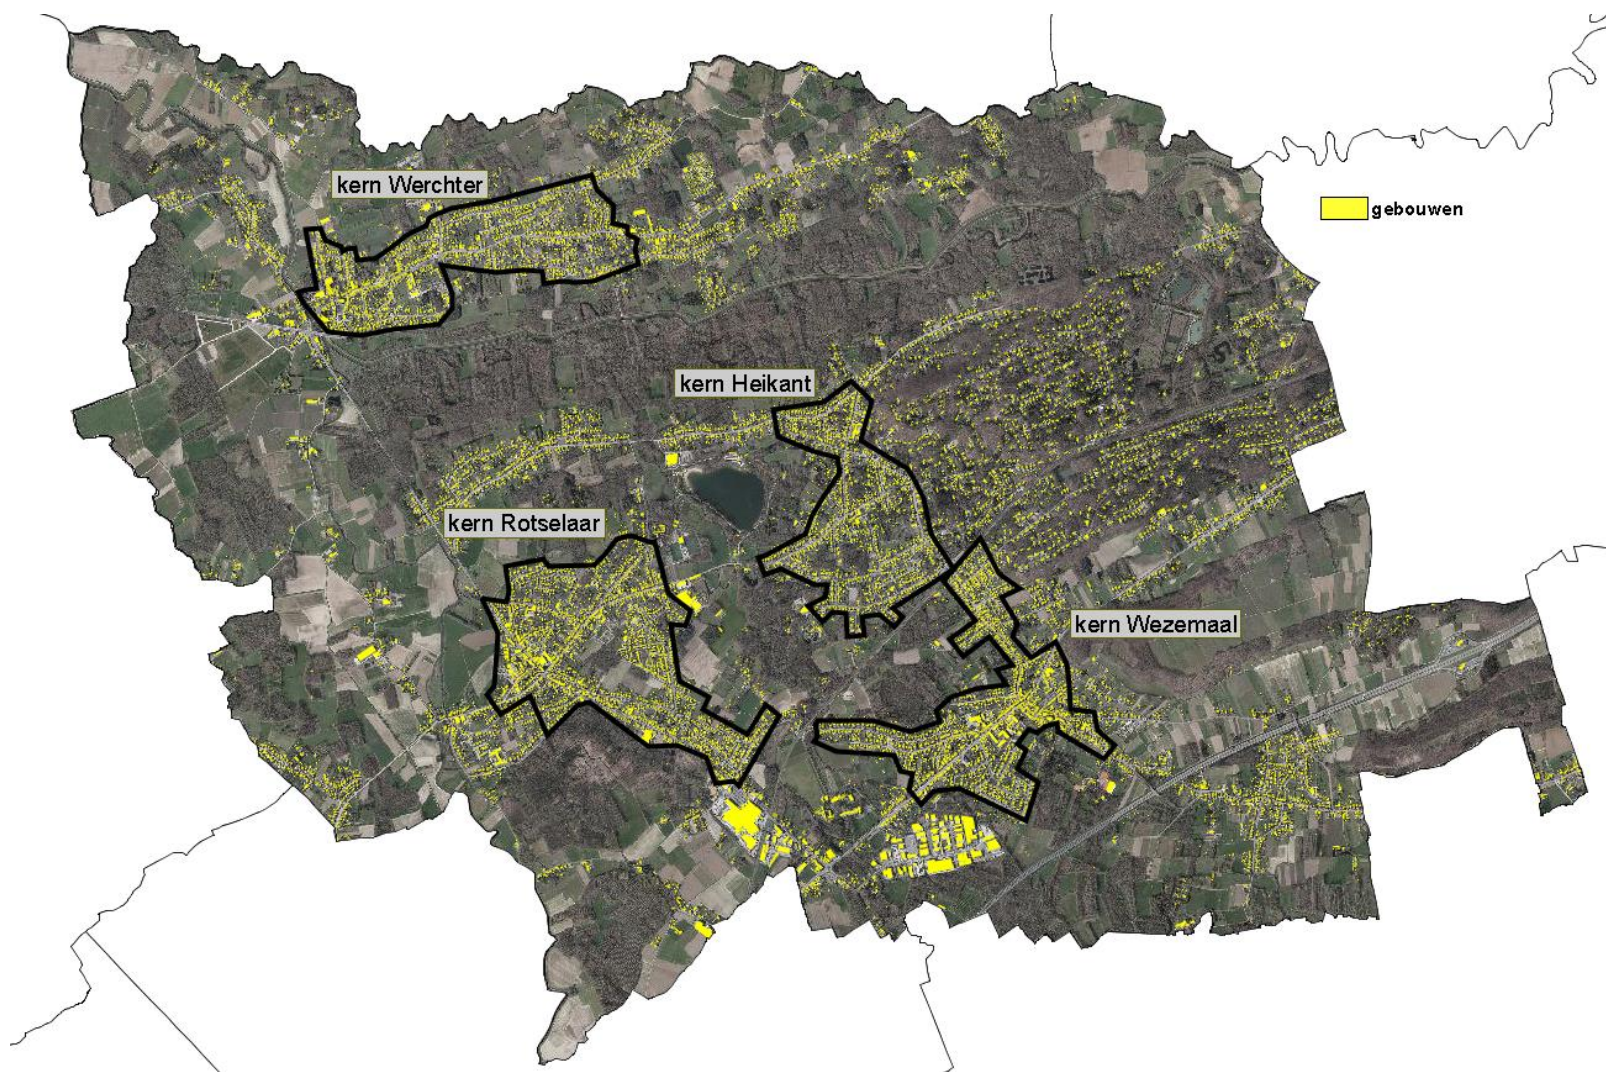 kern Werchter
gebouwen
kern Heikant
kern Rotselaar
kern Wezemaal